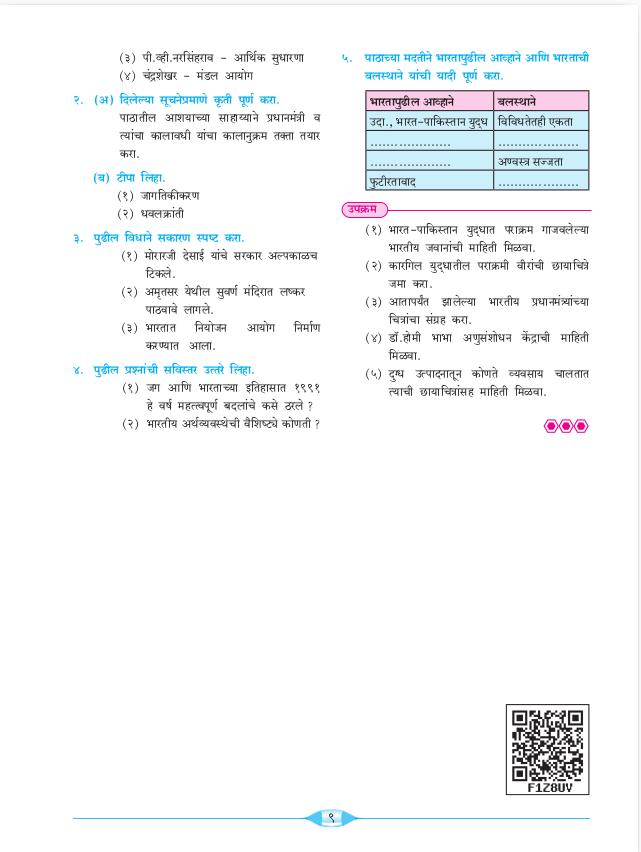 (३) पी.व्ही.नरसिंहराव - आर्थिक सुधारणा
(४) चंद्रशेखर - मंडल आयोग
२. (अ) दिलेल्या सूचनेप्रमाणे कृती पूर्ण करा.
पाठातील आशयाच्या साहाय्याने प्रधानमंत्री व
त्यांचा कालावधी यांचा कालानुक्रम तक्ता तयार
करा.
(ब) टीपा लिहा.
(१) जागतिकीकरण
(२) धवलक्रांती
३. पुढील विधाने सकारण स्पष्ट करा.
(१) मोरारजी देसाई यांचे सरकार अल्पकाळच
टिकले.
(२) अमृतसर येथील सुवर्ण मंदिरात लष्कर
पाठवावे लागले.
(३) भारतात नियोजन आयोग निर्माण
करण्यात आला.
४. पुढील प्रश्नांची सविस्तर उत्तरे लिहा.
(१) जग आणि भारताच्या इतिहासात १९९१
हे वर्ष महत्त्वपूर्ण बदलांचे कसे ठरले ?
(२) भारतीय अर्थव्यवस्थेची वैशिष्ट्ये कोणती ?
५. पाठाच्या मदतीने भारतापुढील आव्हाने आणि भारताची
बलस्थाने यांची यादी पूर्ण करा.
भारतापुढील आव्हाने बलस्थाने
उदा., भारत-पाकिस्तान युद्ध विविधतेतही एकता
.................... ....................
.................... अण्वस्त्र सज्जता
फुटीरतावाद ....................
उपक्रम
(१) भारत-पाकिस्तान युद्धात पराक्रम गाजवलेल्या
भारतीय जवानांची माहिती मिळवा.
(२) कारगिल युद्धातील पराक्रमी वीरांची छायाचित्रे
जमा करा.
(३) आतापर्यंत झालेल्या भारतीय प्रधानमंत्र्यांच्या
चित्रांचा संग्रह करा.
(४) डॉ.होमी भाभा अणुसंशोधन केंद्राची माहिती
मिळवा.
(५) दुग्ध उत्पादनातून कोणते व्यवसाय चालतात
त्याची छायाचित्रांसह माहिती मिळवा.
F1Z8UV
९